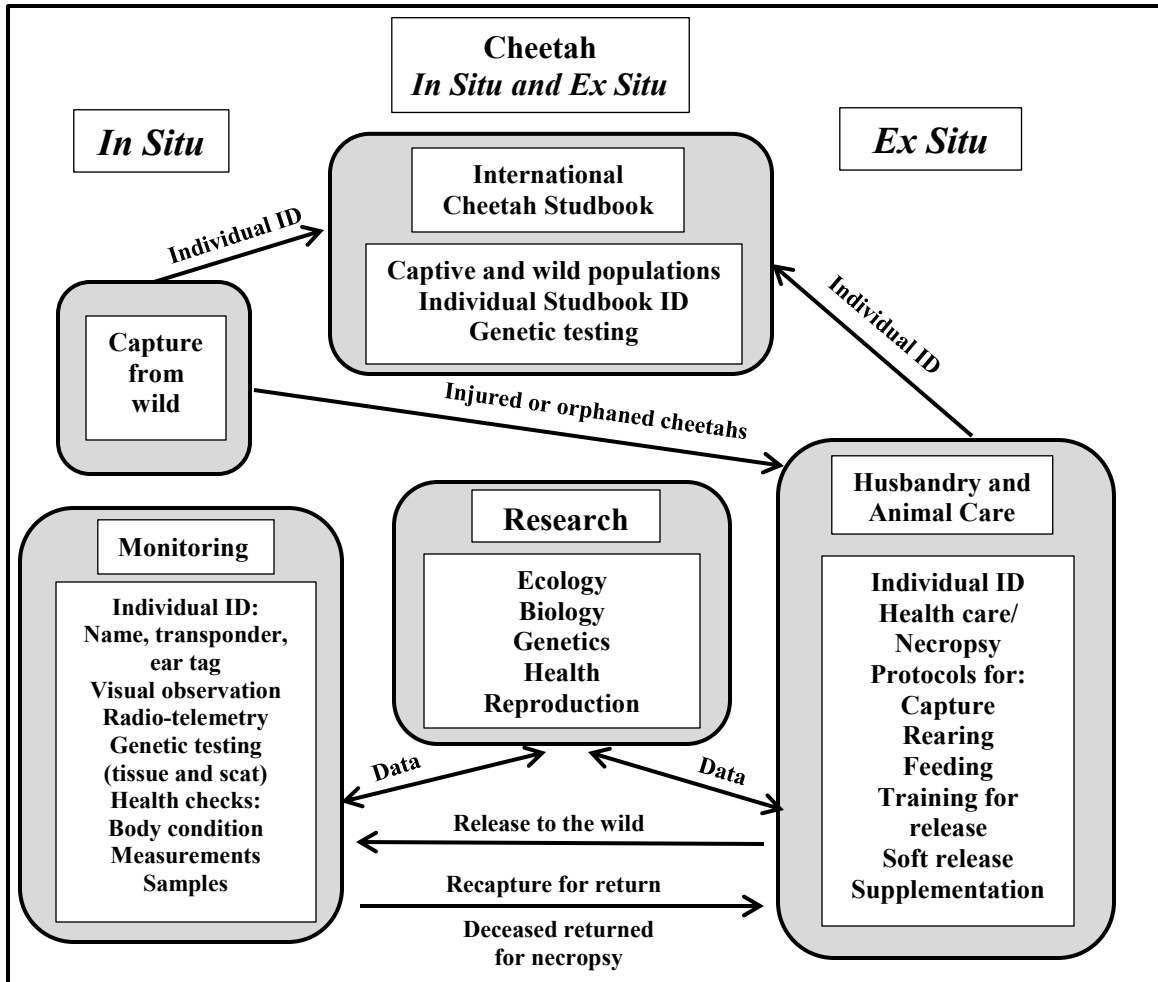 Cheetah
In Situ and Ex Situ
In Situ
Ex Situ
International
Cheetah Studbook
Captive and wild populations
Individual Studbook ID
Genetic testing
Individual ID
Individual ID
Capture
from
wild
Injured or orphaned cheetahs
Monitoring
Individual ID:
Name, transponder,
ear tag
Visual observation
Radio-telemetry
Genetic testing
(tissue and scat)
Health checks:
Body condition
Measurements
Samples
Research
Ecology
Biology
Genetics
Health
Reproduction
Husbandry and
Animal Care
Individual ID
Health care/
Necropsy
Protocols for:
Capture
Rearing
Feeding
Training for
release
Soft release
Supplementation
Data
Data
Release to the wild
Recapture for return
Deceased returned
for necropsy